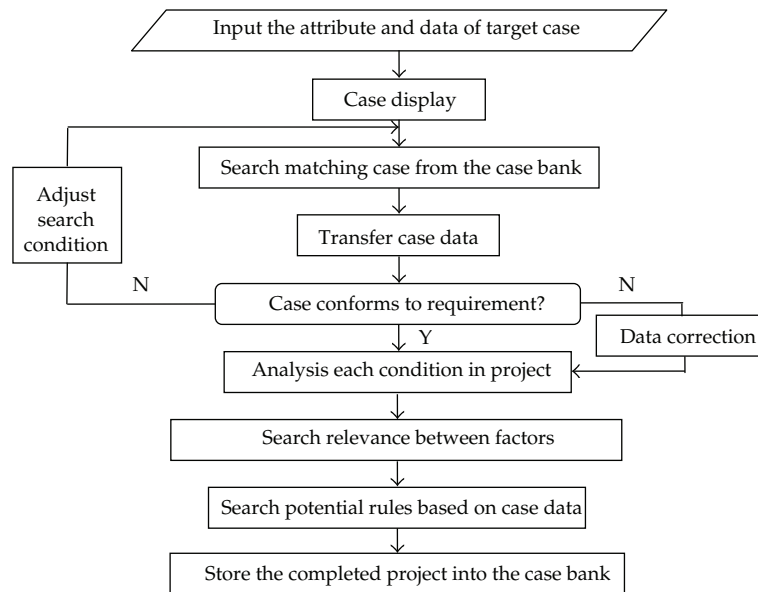 Input the attribute and data of target case
Case display
Search matching case from the case bank
Adjust
search
condition
Transfer case data
N
Case conforms to requirement?
N
Y
Data correction
Analysis each condition in project
Search relevance between factors
Search potential rules based on case data
Store the completed project into the case bank